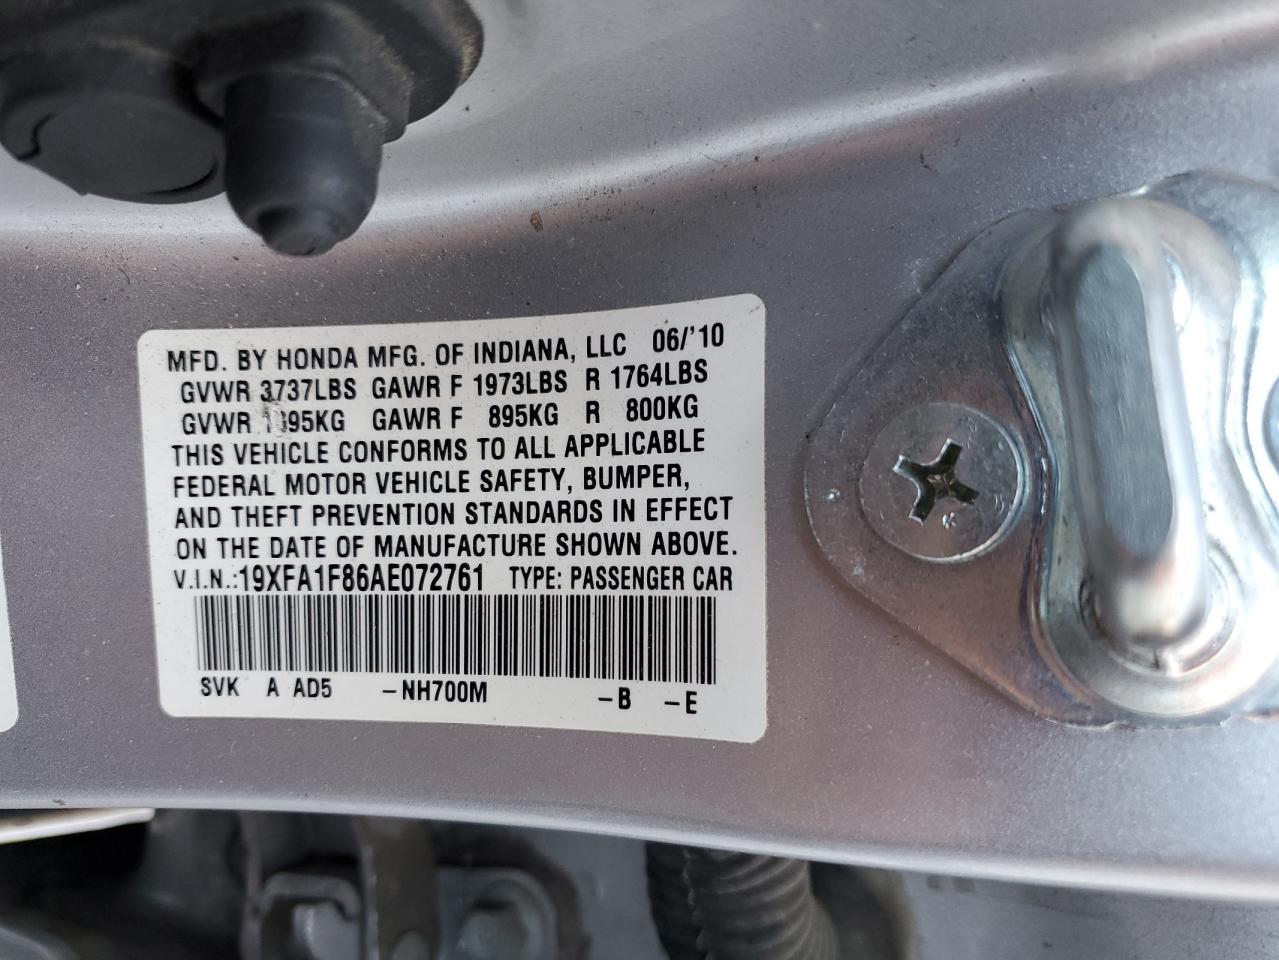 MFD. BY HONDA MFG. OF INDIANA, LLC 06/'10
GVWR 3737LBS GAWR F 1973LBS R 1764LBS
GVWR GAWR F 895KG R 800KG
THIS VEHICLE CONFORMS TO ALL APPLICABLE
FEDERAL MOTOR VEHICLE SAFETY, BUMPER,
AND THEFT PREVENTION STANDARDS IN EFFECT
ON THE DATE OF MANUFACTURE SHOWN ABOVE.
V.I.N.:19XFA1F86AE072761 TYPE: PASSENGER CAR
SVK A AD5 -NH700M -B -E